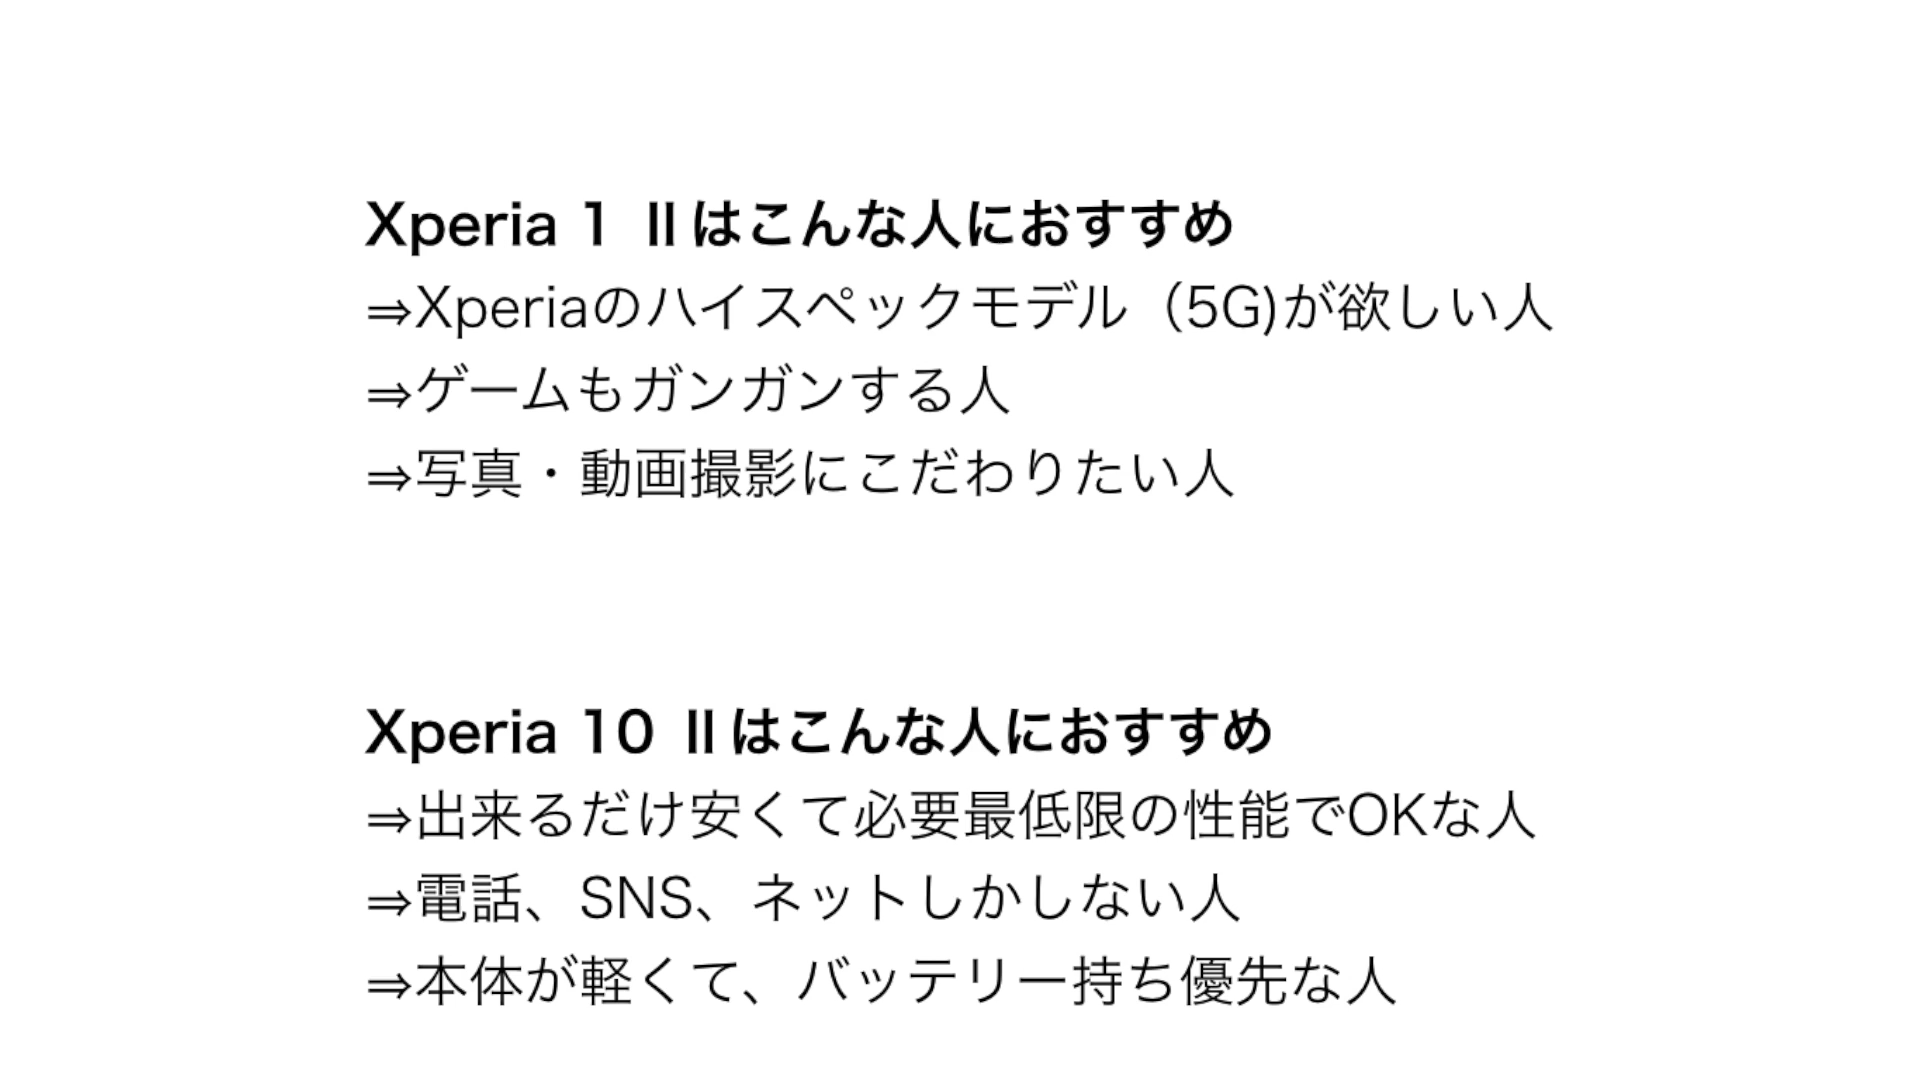 Xperia 1 Ⅱはこんな人におすすめ
⇒Xperiaのハイスペックモデル（5G)が欲しい人
⇒ゲームもガンガンする人
⇒写真・動画撮影にこだわりたい人
Xperia 10 Ⅱはこんな人におすすめ
⇒出来るだけ安くて必要最低限の性能でOKな人
⇒電話、SNS、ネットしかしない人
⇒本体が軽くて、バッテリー持ち優先な人